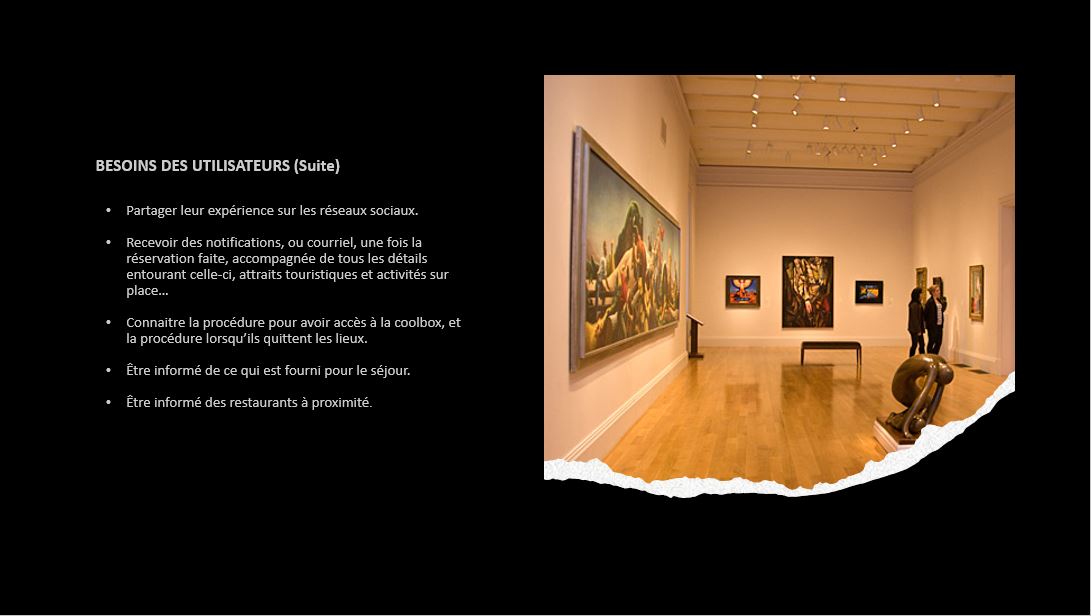 BESOINS DES UTILISATEURS (Suite)
• Partager leur expérience sur les réseaux sociaux.
• Recevoir des notifications, ou courriel, une fois la
réservation faite, accompagnée de tous les détails
entourant celle-ci, attraits touristiques et activités sur
place…
• Connaitre la procédure pour avoir accès à la coolbox, et
la procédure lorsqu’ils quittent les lieux.
• Être informé de ce qui est fourni pour le séjour.
• Être informé des restaurants à proximité.